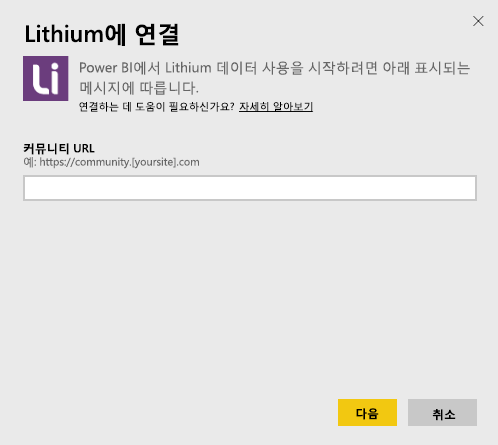 Lithium에 연결
Li
Power BI에서 Lithium 데이터 사용을 시작하려면 아래 표시되는
메시지에 따릅니다.
연결하는 데 도움이 필요하신가요? 자세히 알아보기
커뮤니티 URL
예: https://community.[yoursite].com
다음
취소